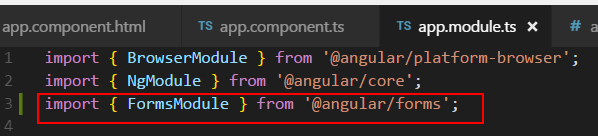 app.component.html TS app.component.ts TS app.module.ts × #
1 import { BrowserModule } from '@angular/platform-browser';
2 import { NgModule } from '@angular/core';
3 import { FormsModule } from '@angular/forms';
4